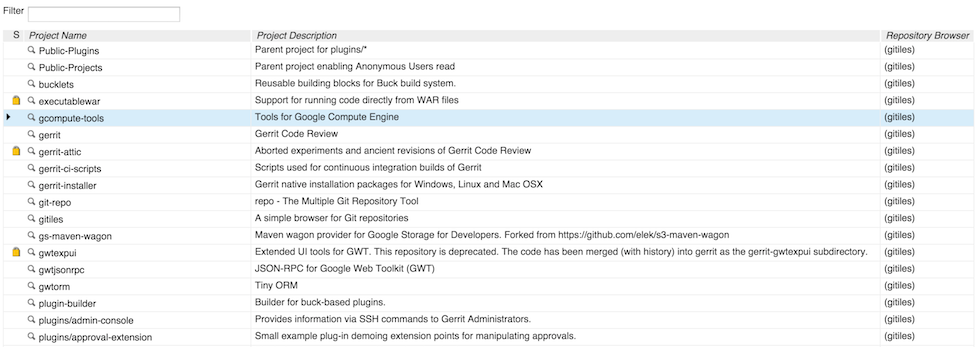 Filter
S Project Name Project Description Repository Browser
Public-Plugins Parent project for plugins/* (gitiles)
Public-Projects Parent project enabling Anonymous Users read (gitiles)
bucklets Reusable building blocks for Buck build system. (gitiles)
executablewar Support for running code directly from WAR files (gitiles)
gcompute-tools Tools for Google Compute Engine (gitiles)
gerrit Gerrit Code Review (gitiles)
gerrit-attic Aborted experiments and ancient revisions of Gerrit Code Review (gitiles)
gerrit-ci-scripts Scripts used for continuous integration builds of Gerrit (gitiles)
gerrit-installer Gerrit native installation packages for Windows, Linux and Mac OSX (gitiles)
git-repo repo - The Multiple Git Repository Tool (gitiles)
gitiles A simple browser for Git repositories (gitiles)
gs-maven-wagon Maven wagon provider for Google Storage for Developers. Forked from https://github.com/elek/s3-maven-wagon (gitiles)
gwtexpui Extended UI tools for GWT. This repository is deprecated. The code has been merged (with history) into gerrit as the gerrit-gwtexpui subdirectory. (gitiles)
gwtjsonrpc JSON-RPC for Google Web Toolkit (GWT) (gitiles)
gwtorm Tiny ORM (gitiles)
plugin-builder Builder for buck-based plugins. (gitiles)
plugins/admin-console Provides information via SSH commands to Gerrit Administrators. (gitiles)
plugins/approval-extension Small example plug-in demoing extension points for manipulating approvals. (gitiles)